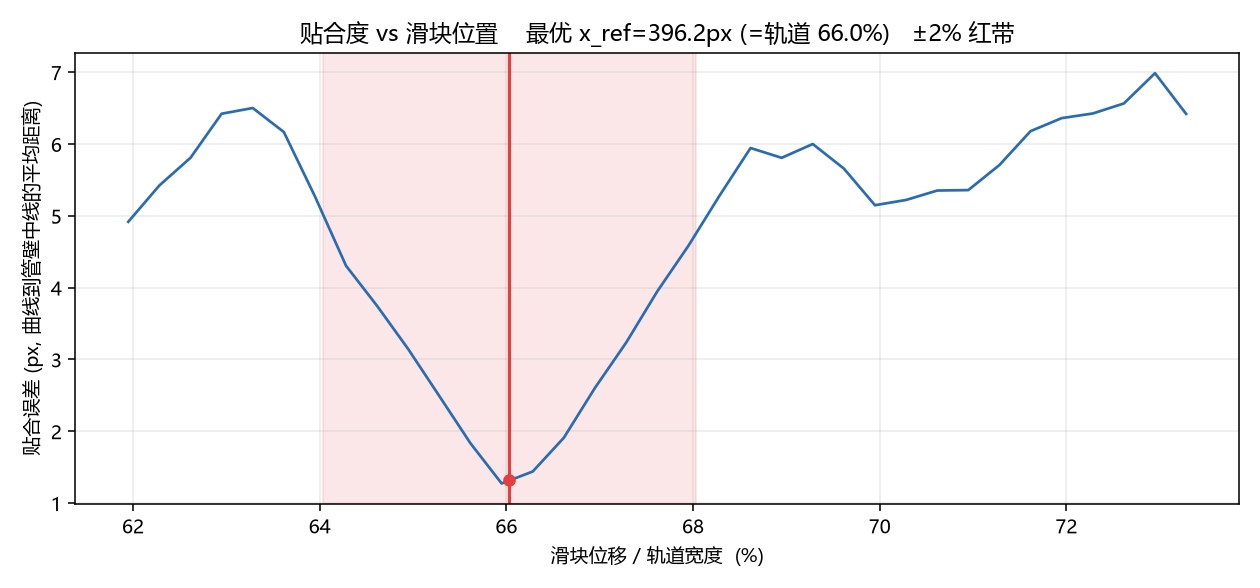 贴合度 vs 滑块位置 最优 x_ref=396.2px (=轨道 66.0%) ±2% 红带
贴合误差 (px, 曲线到管壁中线的平均距离)
7
6
5
4
3
2
1
62 64 66 68 70 72
滑块位移 / 轨道宽度 (%)